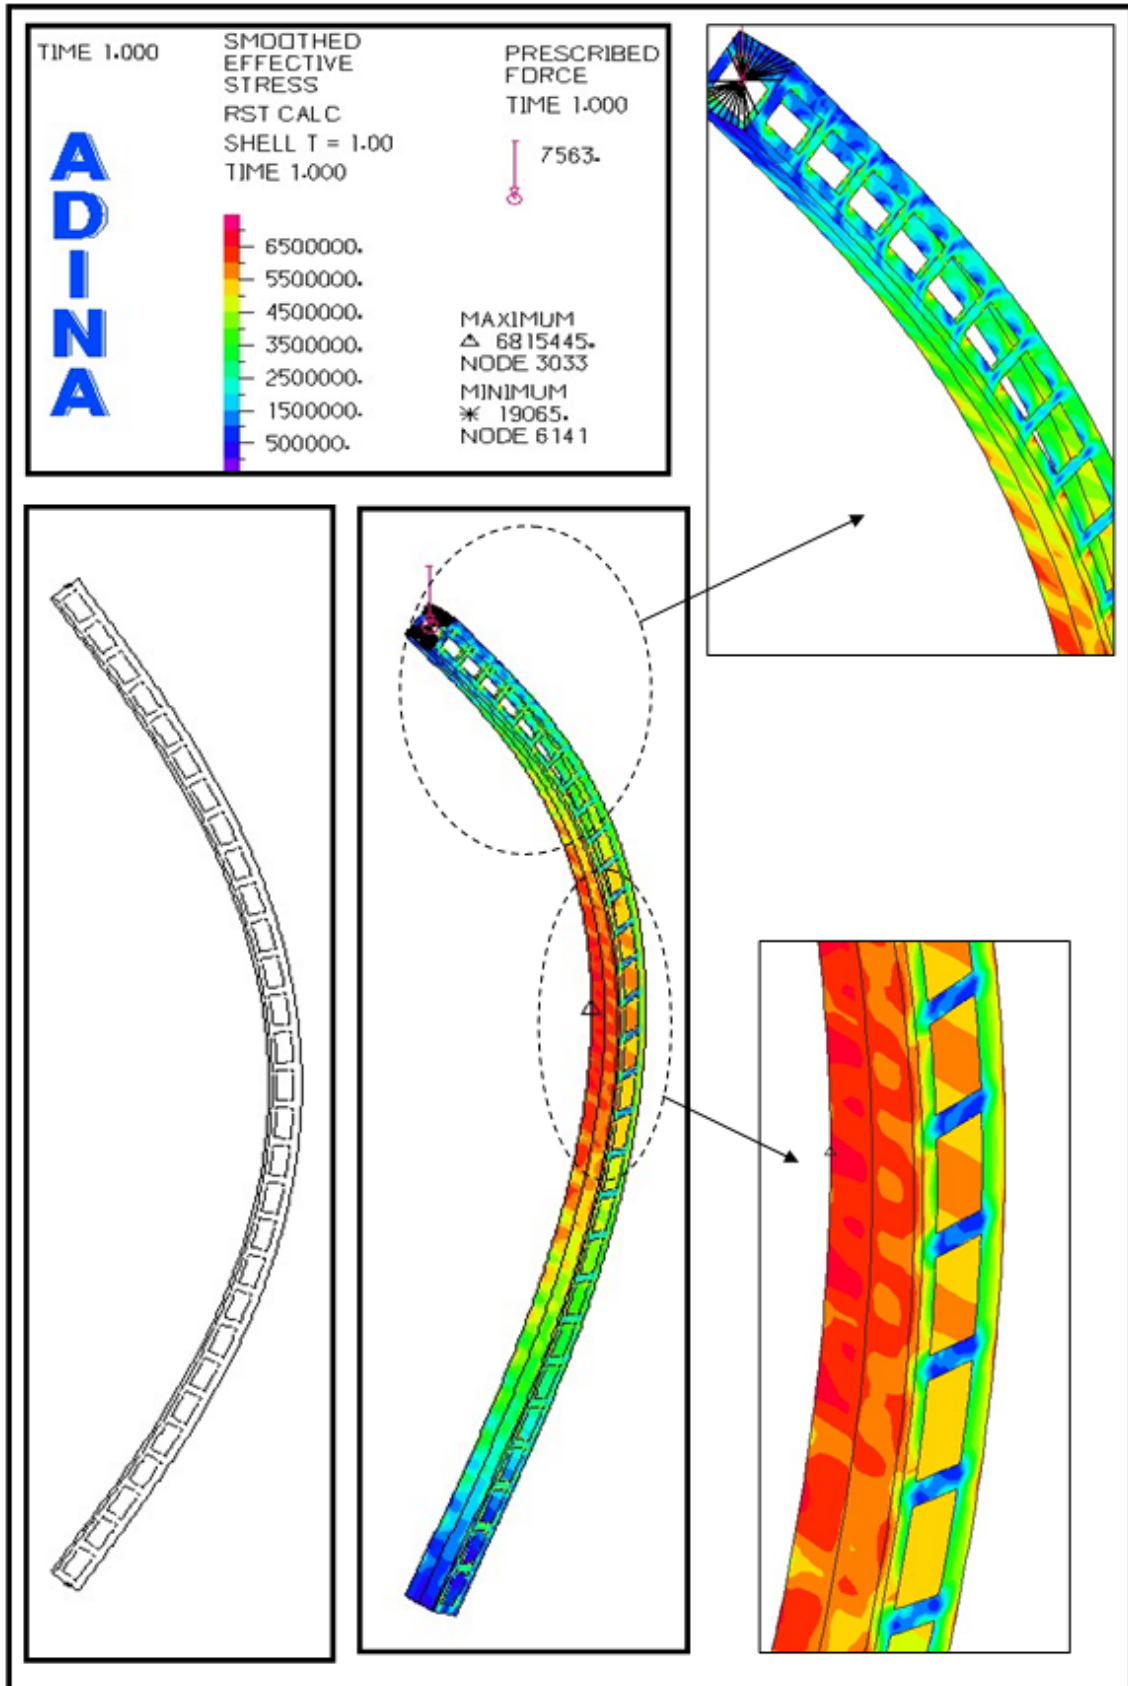 TIME 1.000
ADINA
SMOOTHED
EFFECTIVE
STRESS
RST CALC
SHELL T = 1.00
TIME 1.000
6500000.
5500000.
4500000.
3500000.
2500000.
1500000.
500000.
PRESCRIBED
FORCE
TIME 1.000
7563.
MAXIMUM
△ 6815445.
NODE 3033
MINIMUM
✳ 19065.
NODE 6141